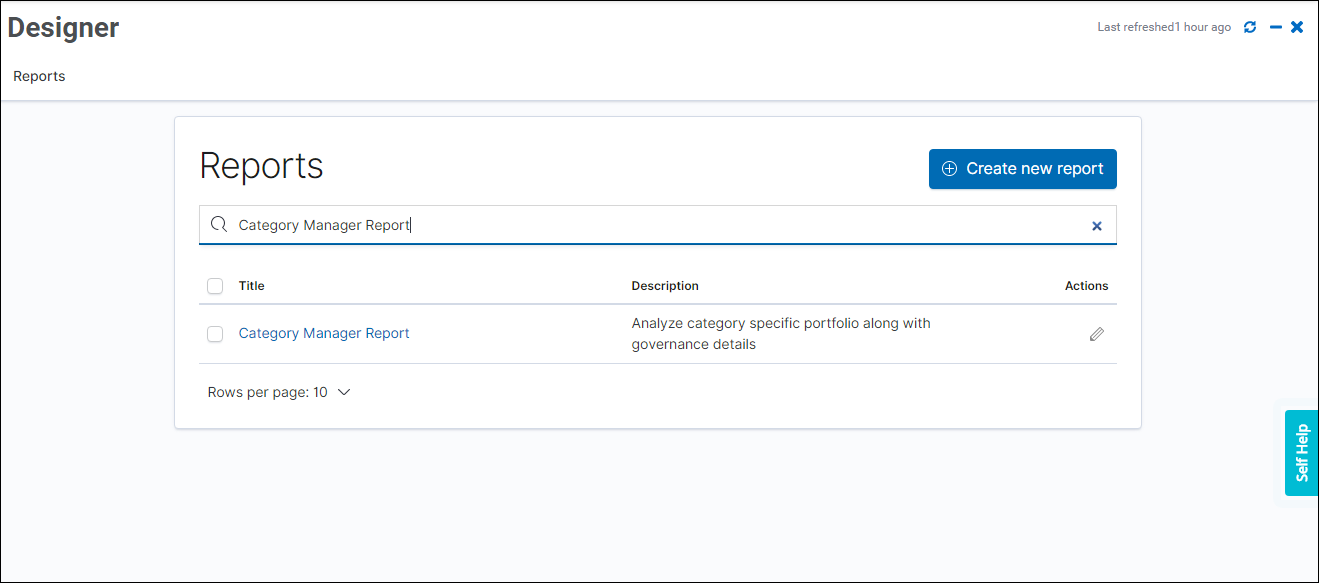 Designer
Last refreshed1 hour ago
Reports
Reports
Create new report
Category Manager Report
Title Description Actions
Category Manager Report
Analyze category specific portfolio along with
governance details
Rows per page: 10
Self Help